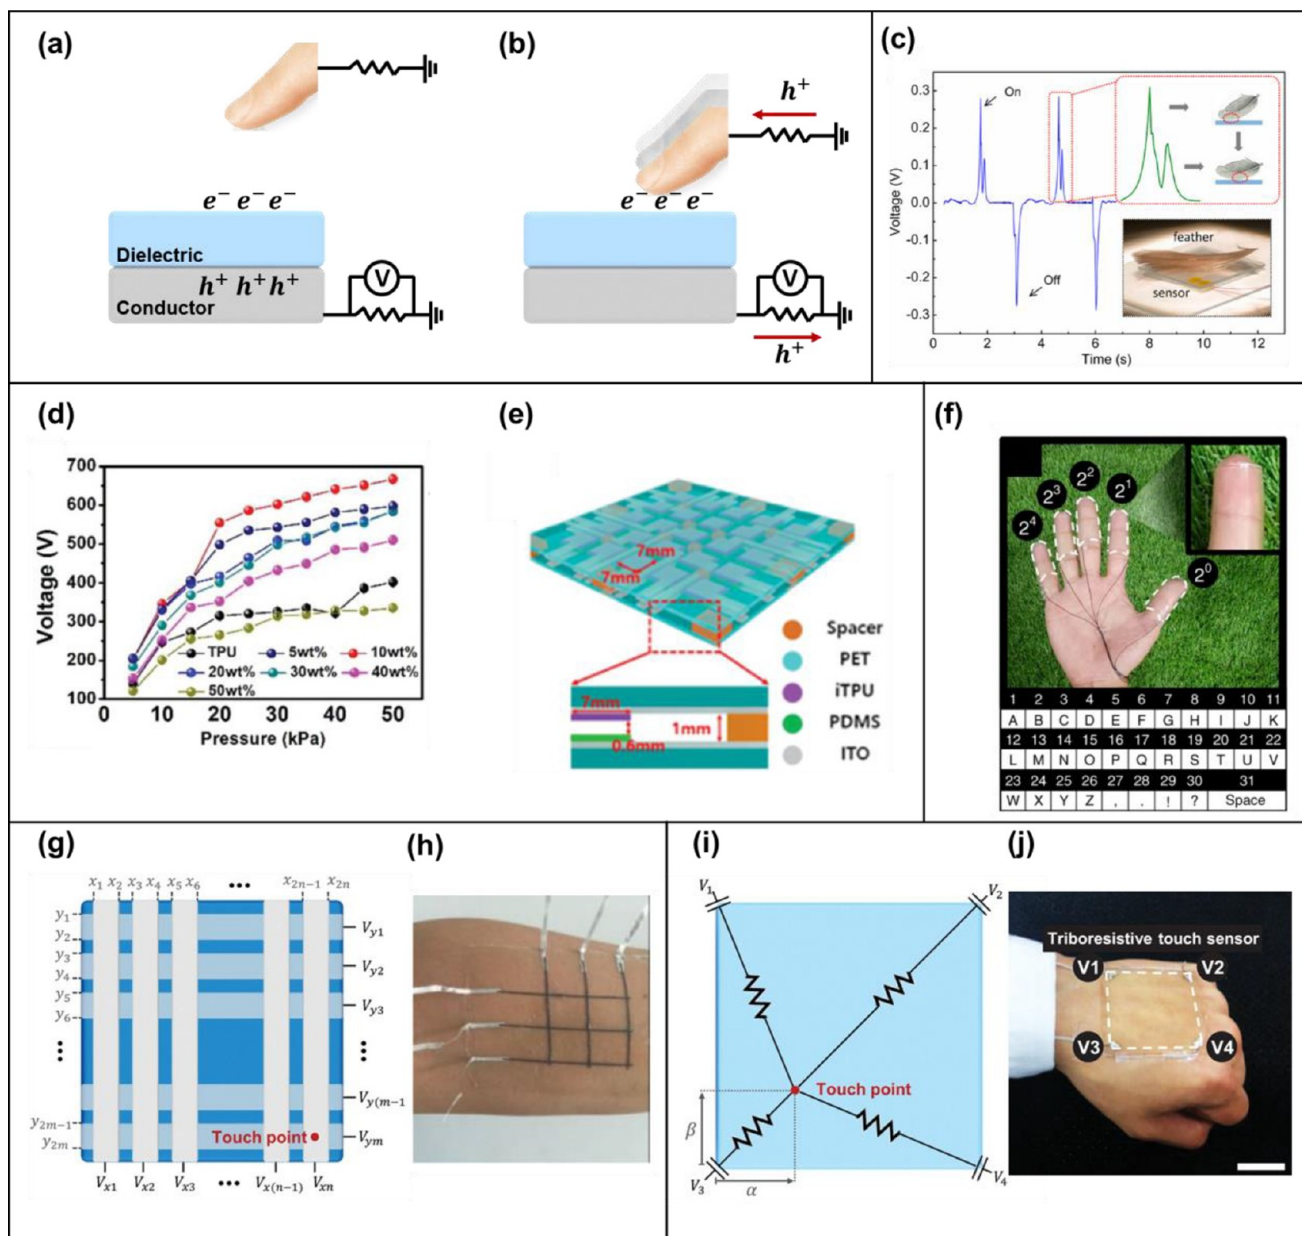 (a)
e⁻ e⁻ e⁻
Dielectric
h⁺ h⁺ h⁺
Conductor
V
(b)
h⁺
e⁻ e⁻ e⁻
V
h⁺
(c)
0.3
0.2
0.1
0.0
-0.1
-0.2
-0.3
Voltage (V)
On
Off
feather
sensor
0 2 4 6 8 10 12
Time (s)
(d)
700
600
500
400
300
200
100
Voltage (V)
TPU 5wt% 10wt%
20wt% 30wt% 40wt%
50wt%
0 10 20 30 40 50
Pressure (kPa)
(e)
7mm
7mm
Spacer
PET
iTPU
PDMS
ITO
7mm
1mm
0.6mm
(f)
2⁴ 2³ 2² 2¹ 2⁰
1 2 3 4 5 6 7 8 9 10 11
A B C D E F G H I J K
12 13 14 15 16 17 18 19 20 21 22
L M N O P Q R S T U V
23 24 25 26 27 28 29 30 31
W X Y Z , . ! ? Space
(g)
x₁ x₂ x₃ x₄ x₅ x₆ ••• x₂ₙ₋₁ x₂ₙ
y₁
y₂
y₃
y₄
y₅
y₆
y₂ₘ₋₁
y₂ₘ
V_y1
V_y2
V_y3
V_y(m-1
V_ym
Touch point
V_x1 V_x2 V_x3 ••• V_x(n-1) V_xn
(h)
(i)
V₁
V₂
Touch point
β
V₃
α
V₄
(j)
Triboresistive touch sensor
V1 V2
V3 V4